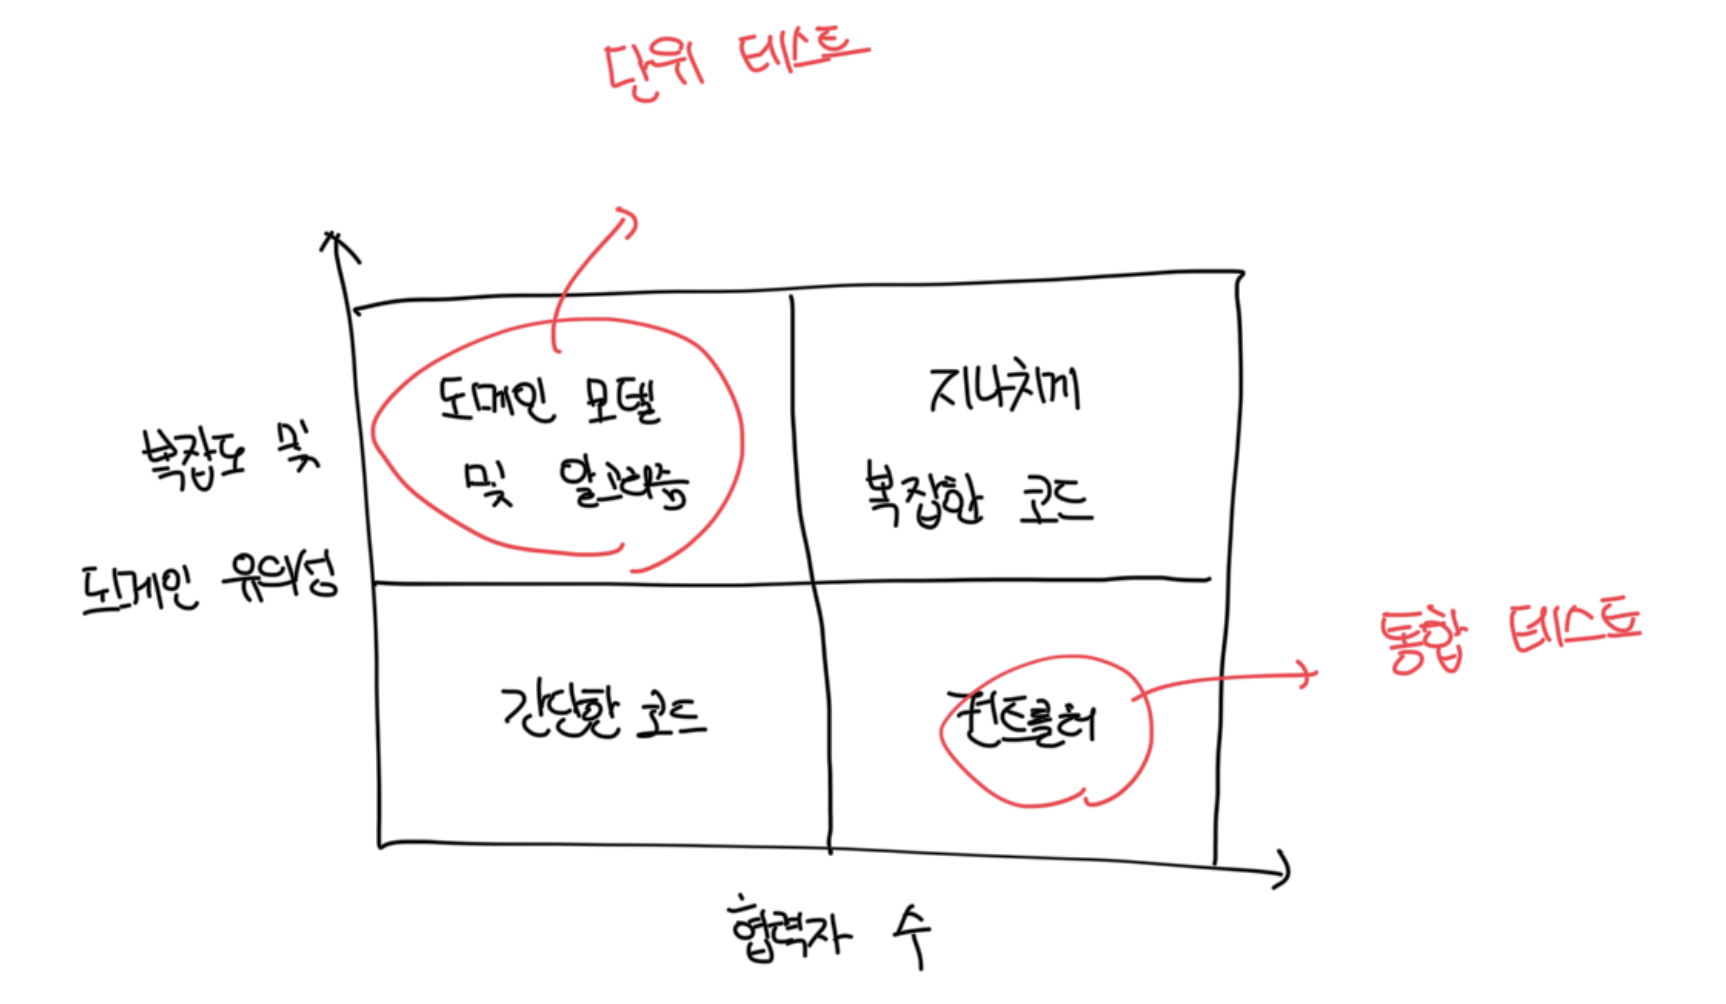 단위 테스트
도메인 모델
및 알고리즘
지나치게
복잡한 코드
복잡도 및
도메인 유의성
간단한 코드
컨트롤러
통합 테스트
협력자 수